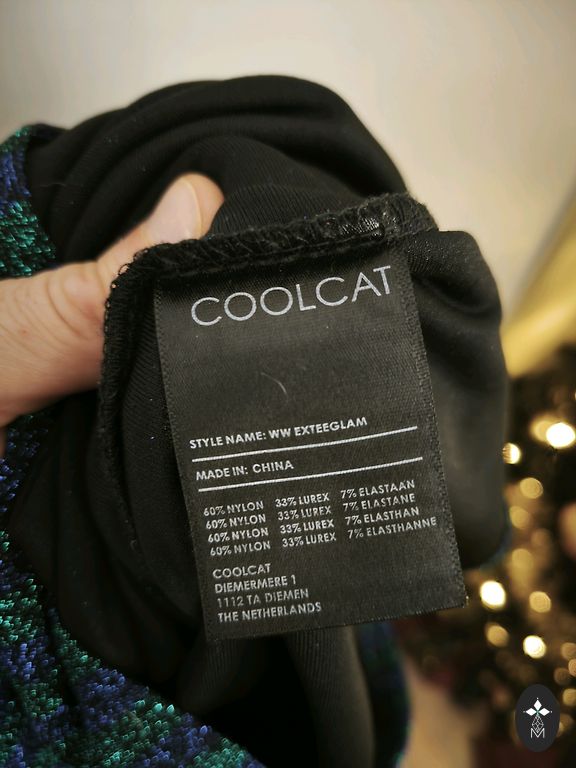 COOLCAT
STYLE NAME: WW EXTEEGLAM
MADE IN: CHINA
60% NYLON 33% LUREX 7% ELASTAAN
60% NYLON 33% LUREX 7% ELASTANE
60% NYLON 33% LUREX 7% ELASTHAN
60% NYLON 33% LUREX 7% ELASTHANNE
COOLCAT
DIEMERMERE 1
1112 TA DIEMEN
THE NETHERLANDS
M